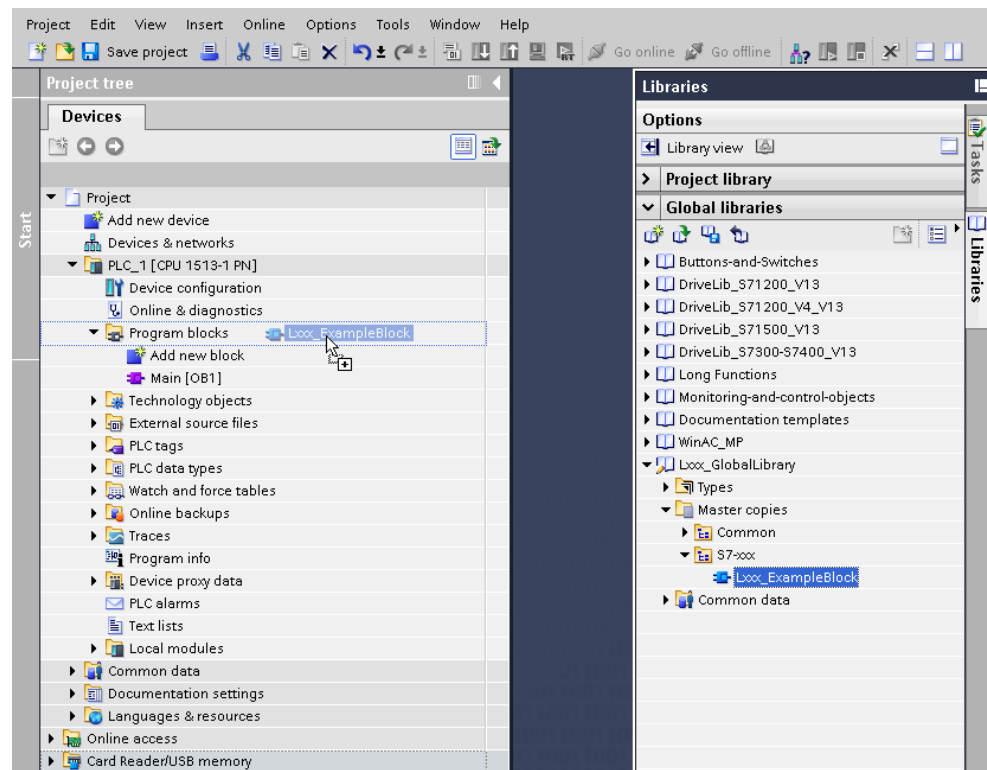 Project Edit View Insert Online Options Tools Window Help
Save project Go online Go offline
Start
Project tree
Devices
Project
Add new device
Devices & networks
PLC_1 [CPU 1513-1 PN]
Device configuration
Online & diagnostics
Program blocks Lxxx_ExampleBlock
Add new block
Main [OB1]
Technology objects
External source files
PLC tags
PLC data types
Watch and force tables
Online backups
Traces
Program info
Device proxy data
PLC alarms
Text lists
Local modules
Common data
Documentation settings
Languages & resources
Online access
Card Reader/USB memory
Libraries
Options
Library view
Project library
Global libraries
Buttons-and-Switches
DriveLib_S71200_V13
DriveLib_S71200_V4_V13
DriveLib_S71500_V13
DriveLib_S7300-S7400_V13
Long Functions
Monitoring-and-control-objects
Documentation templates
WinAC_MP
Lxxx_GlobalLibrary
Types
Master copies
Common
S7-xxx
Lxxx_ExampleBlock
Common data
Tasks
Libraries